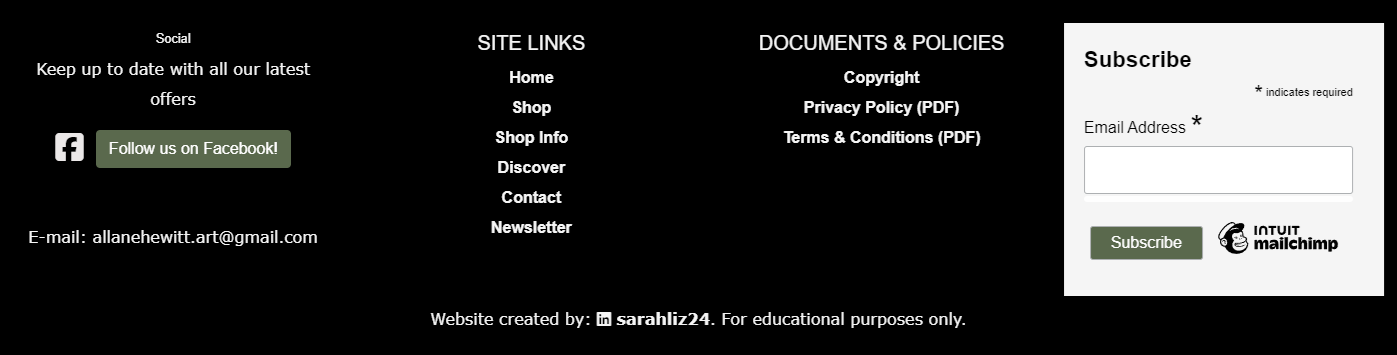 Social
Keep up to date with all our latest
offers
Follow us on Facebook!
E-mail: allanehewitt.art@gmail.com
SITE LINKS
Home
Shop
Shop Info
Discover
Contact
Newsletter
DOCUMENTS & POLICIES
Copyright
Privacy Policy (PDF)
Terms & Conditions (PDF)
Subscribe
* indicates required
Email Address *
Subscribe
INTUIT
mailchimp
Website created by: in sarahliz24. For educational purposes only.